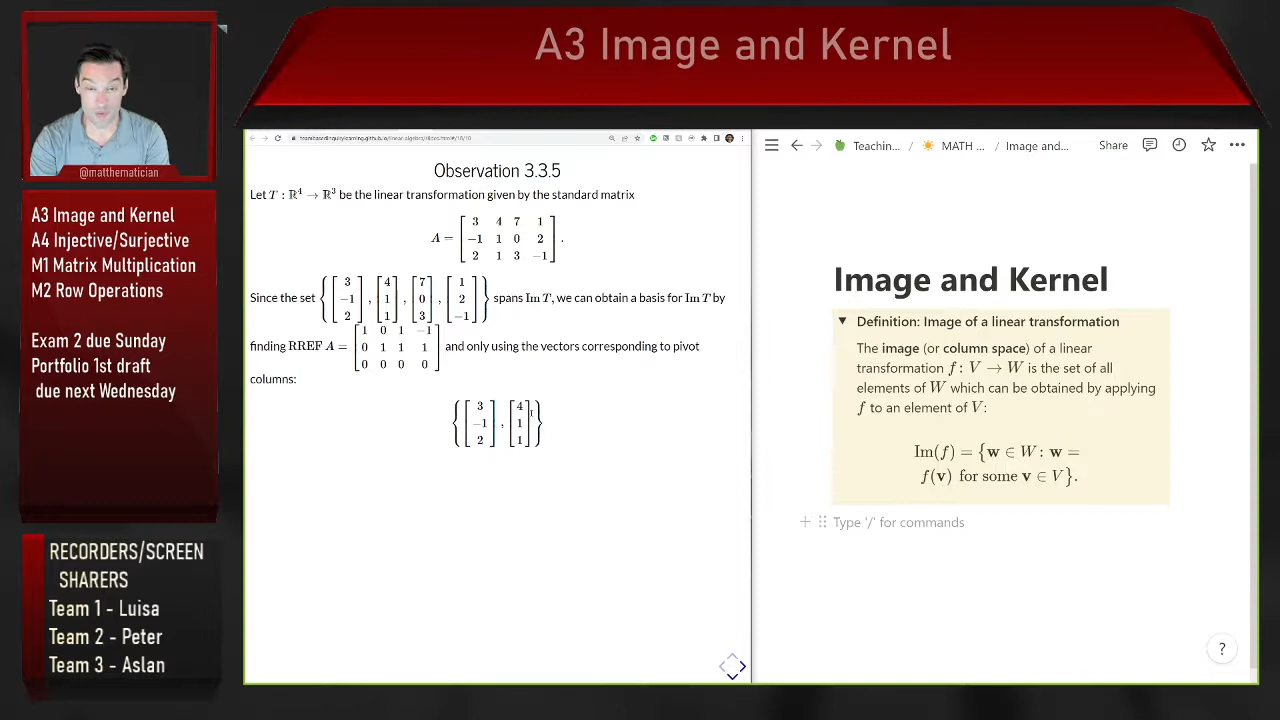 A3 Image and Kernel
@matthematician
A3 Image and Kernel
A4 Injective/Surjective
M1 Matrix Multiplication
M2 Row Operations
Exam 2 due Sunday
Portfolio 1st draft
due next Wednesday
RECORDERS/SCREEN
SHARERS
Team 1 - Luisa
Team 2 - Peter
Team 3 - Aslan
Observation 3.3.5
Let T : ℝ⁴ → ℝ³ be the linear transformation given by the standard matrix
A = [ 3 4 7 1
−1 1 0 2
2 1 3 −1 ] .
Since the set { [ 3 −1 2 ] , [ 4 1 1 ] , [ 7 0 3 ] , [ 1 2 −1 ] } spans Im T, we can obtain a basis for Im T by
finding RREF A = [ 1 0 1 −1 0 1 1 1 0 0 0 0 ] and only using the vectors corresponding to pivot
columns:
{ [ 3 −1 2 ] , [ 4 1 1 ] }
Teachin... / MATH ... / Image and... Share
Image and Kernel
Definition: Image of a linear transformation
The image (or column space) of a linear
transformation f: V → W is the set of all
elements of W which can be obtained by applying
f to an element of V:
Im(f) = {w ∈ W: w =
f(v) for some v ∈ V}.
Type '/' for commands
?